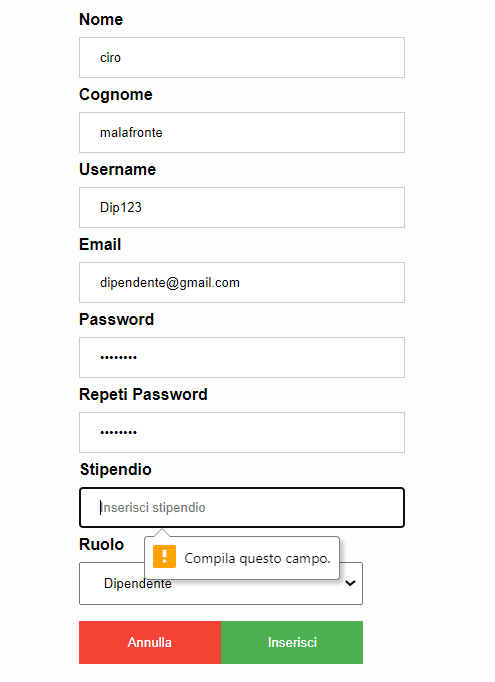 Nome
ciro
Cognome
malafronte
Username
Dip123
Email
dipendente@gmail.com
Password
••••••••
Repeti Password
••••••••
Stipendio
Inserisci stipendio
Compila questo campo.
Ruolo
Dipendente
Annulla Inserisci